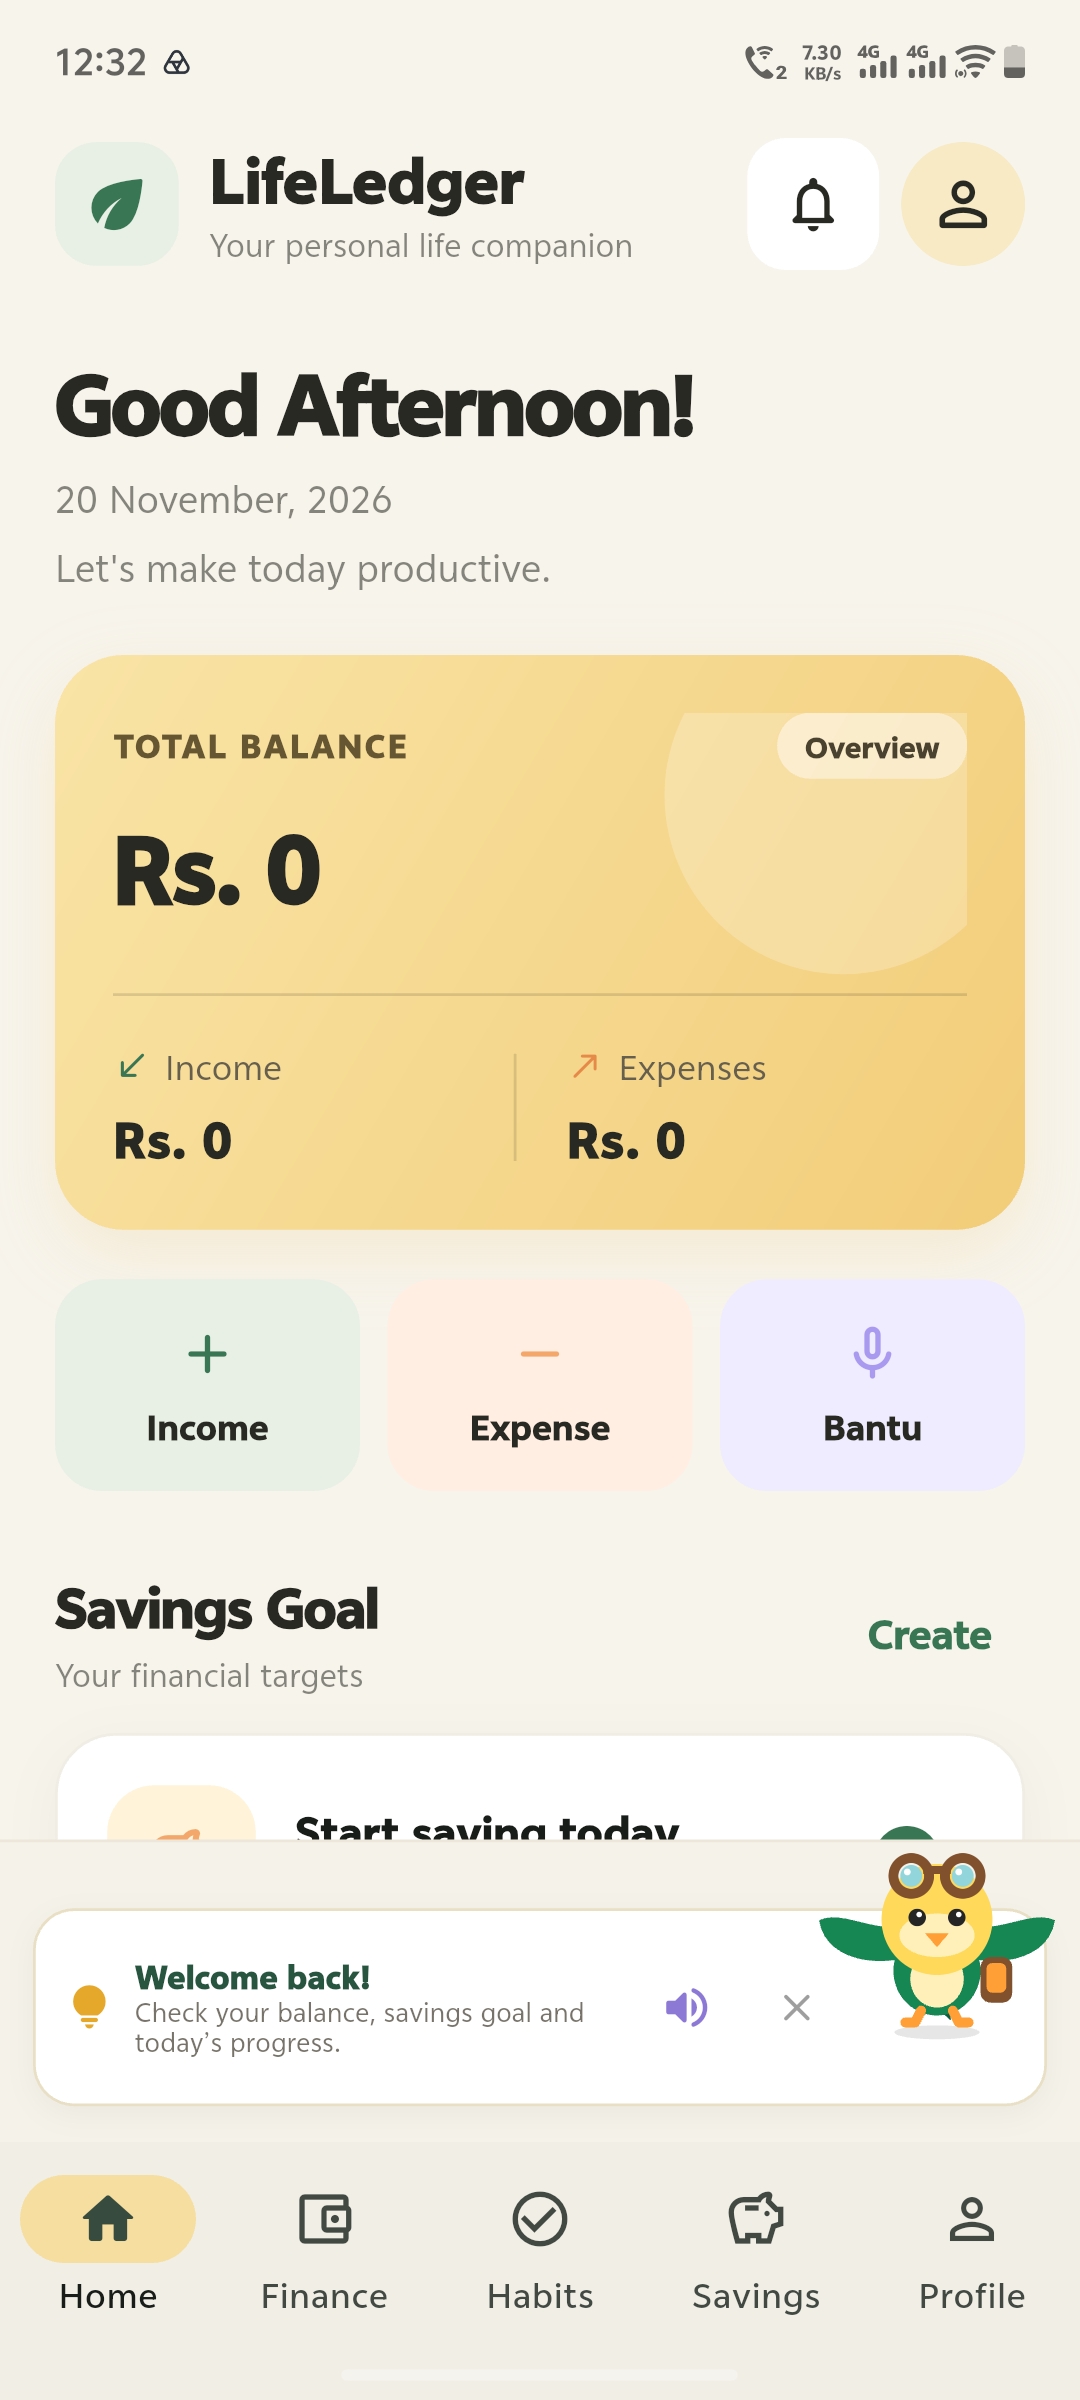 12:32
2
7.30
KB/s
4G
4G
LifeLedger
Your personal life companion
Good Afternoon!
20 November, 2026
Let's make today productive.
TOTAL BALANCE
Overview
Rs. 0
Income
Expenses
Rs. 0
Rs. 0
Income
Expense
Bantu
Savings Goal
Create
Your financial targets
Start saving today
Welcome back!
Check your balance, savings goal and
today’s progress.
Home
Finance
Habits
Savings
Profile